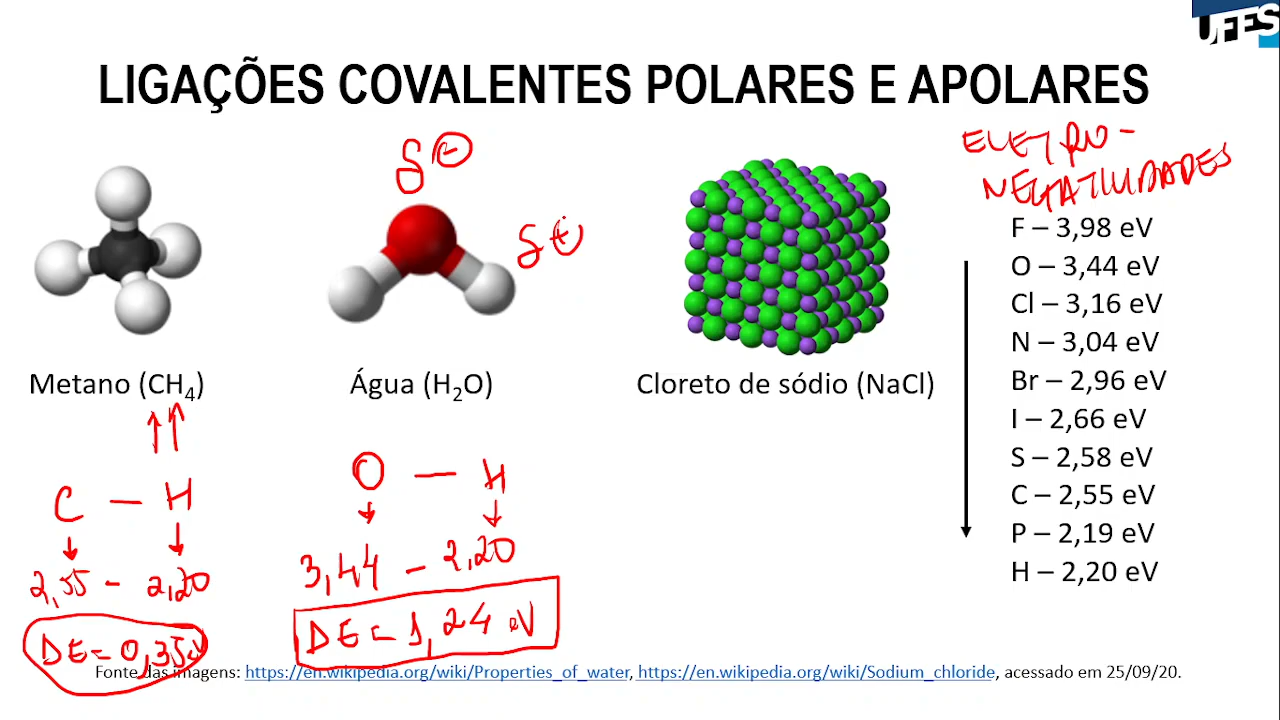 UFES
LIGAÇÕES COVALENTES POLARES E APOLARES
ELETRO-
NEGATIVIDADES
δ⊖
δ⊕
F – 3,98 eV
O – 3,44 eV
Cl – 3,16 eV
N – 3,04 eV
Br – 2,96 eV
I – 2,66 eV
S – 2,58 eV
C – 2,55 eV
P – 2,19 eV
H – 2,20 eV
Metano (CH₄)
Água (H₂O)
Cloreto de sódio (NaCl)
C – H
2,55 – 2,20
DE = 0,35 eV
O – H
3,44 – 2,20
DE = 1,24 eV
Fonte das imagens: https://en.wikipedia.org/wiki/Properties_of_water, https://en.wikipedia.org/wiki/Sodium_chloride, acessado em 25/09/20.